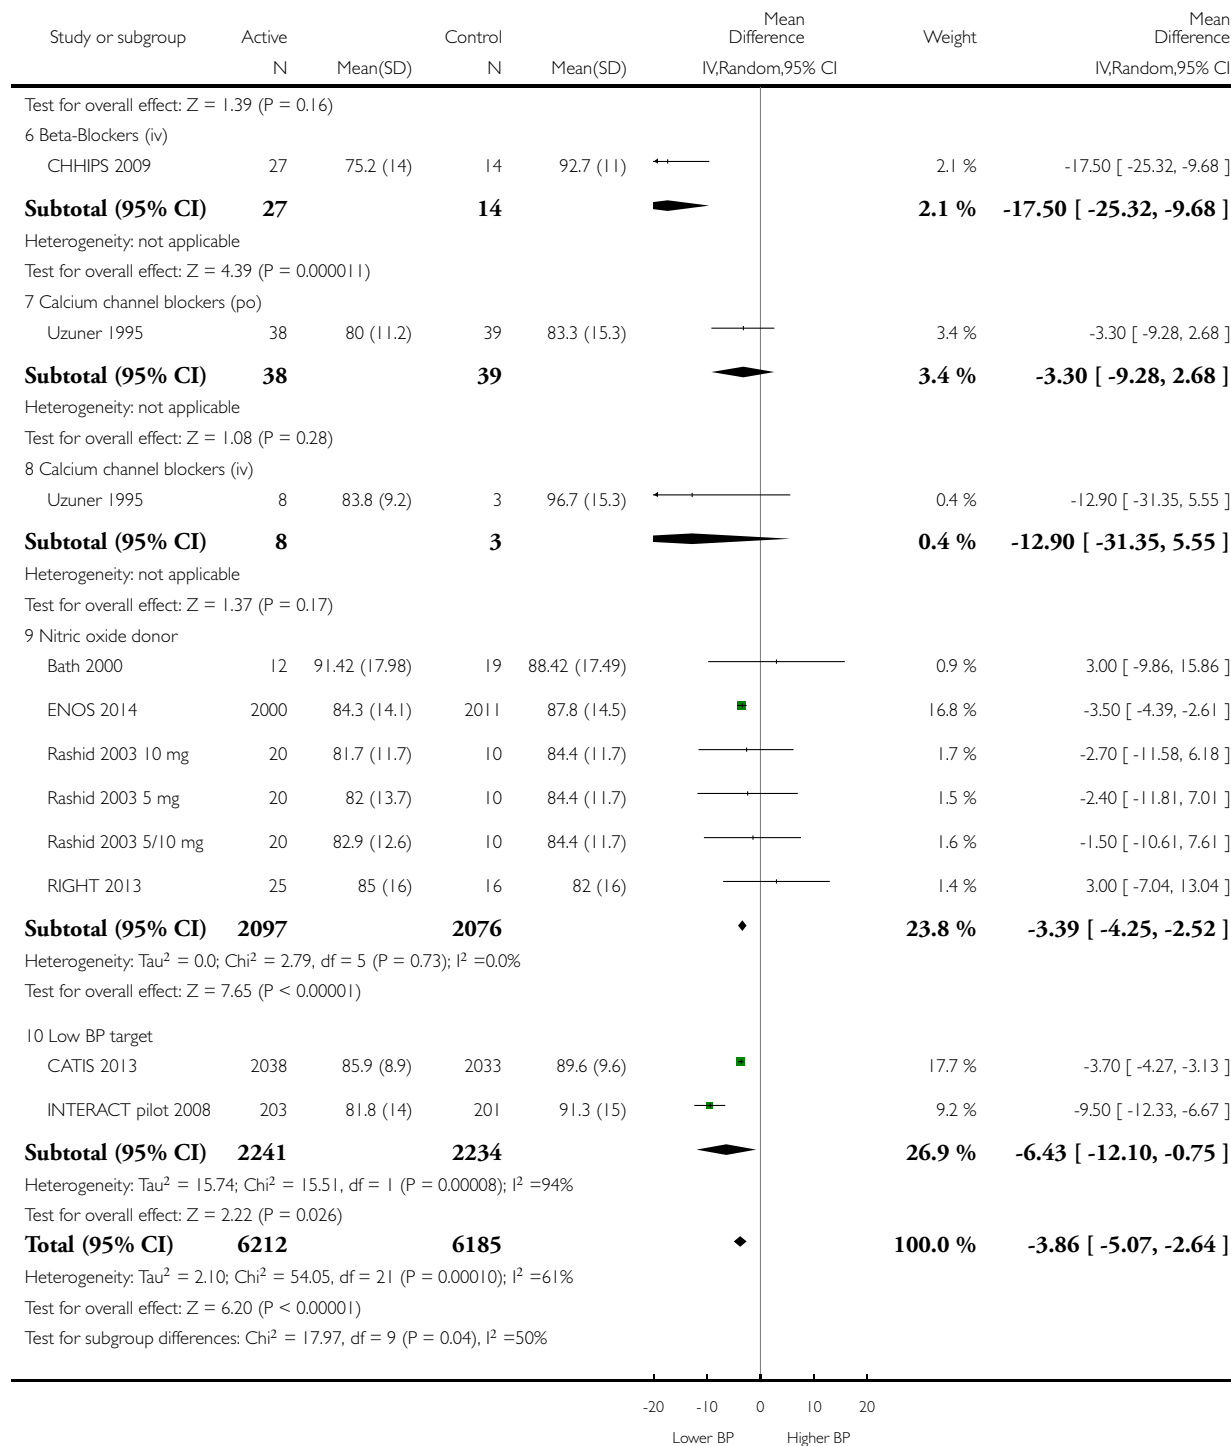 Study or subgroup Active Control Mean Difference Weight Mean Difference
N Mean(SD) N Mean(SD) IV,Random,95% CI IV,Random,95% CI
Test for overall effect: Z = 1.39 (P = 0.16)
6 Beta-Blockers (iv)
CHHIPS 2009 27 75.2 (14) 14 92.7 (11) 2.1 % -17.50 [ -25.32, -9.68 ]
Subtotal (95% CI) 27 14 2.1 % -17.50 [ -25.32, -9.68 ]
Heterogeneity: not applicable
Test for overall effect: Z = 4.39 (P = 0.000011)
7 Calcium channel blockers (po)
Uzuner 1995 38 80 (11.2) 39 83.3 (15.3) 3.4 % -3.30 [ -9.28, 2.68 ]
Subtotal (95% CI) 38 39 3.4 % -3.30 [ -9.28, 2.68 ]
Heterogeneity: not applicable
Test for overall effect: Z = 1.08 (P = 0.28)
8 Calcium channel blockers (iv)
Uzuner 1995 8 83.8 (9.2) 3 96.7 (15.3) 0.4 % -12.90 [ -31.35, 5.55 ]
Subtotal (95% CI) 8 3 0.4 % -12.90 [ -31.35, 5.55 ]
Heterogeneity: not applicable
Test for overall effect: Z = 1.37 (P = 0.17)
9 Nitric oxide donor
Bath 2000 12 91.42 (17.98) 19 88.42 (17.49) 0.9 % 3.00 [ -9.86, 15.86 ]
ENOS 2014 2000 84.3 (14.1) 2011 87.8 (14.5) 16.8 % -3.50 [ -4.39, -2.61 ]
Rashid 2003 10 mg 20 81.7 (11.7) 10 84.4 (11.7) 1.7 % -2.70 [ -11.58, 6.18 ]
Rashid 2003 5 mg 20 82 (13.7) 10 84.4 (11.7) 1.5 % -2.40 [ -11.81, 7.01 ]
Rashid 2003 5/10 mg 20 82.9 (12.6) 10 84.4 (11.7) 1.6 % -1.50 [ -10.61, 7.61 ]
RIGHT 2013 25 85 (16) 16 82 (16) 1.4 % 3.00 [ -7.04, 13.04 ]
Subtotal (95% CI) 2097 2076 23.8 % -3.39 [ -4.25, -2.52 ]
Heterogeneity: Tau² = 0.0; Chi² = 2.79, df = 5 (P = 0.73); I² =0.0%
Test for overall effect: Z = 7.65 (P < 0.00001)
10 Low BP target
CATIS 2013 2038 85.9 (8.9) 2033 89.6 (9.6) 17.7 % -3.70 [ -4.27, -3.13 ]
INTERACT pilot 2008 203 81.8 (14) 201 91.3 (15) 9.2 % -9.50 [ -12.33, -6.67 ]
Subtotal (95% CI) 2241 2234 26.9 % -6.43 [ -12.10, -0.75 ]
Heterogeneity: Tau² = 15.74; Chi² = 15.51, df = 1 (P = 0.00008); I² =94%
Test for overall effect: Z = 2.22 (P = 0.026)
Total (95% CI) 6212 6185 100.0 % -3.86 [ -5.07, -2.64 ]
Heterogeneity: Tau² = 2.10; Chi² = 54.05, df = 21 (P = 0.00010); I² =61%
Test for overall effect: Z = 6.20 (P < 0.00001)
Test for subgroup differences: Chi² = 17.97, df = 9 (P = 0.04), I² =50%
-20 -10 0 10 20
Lower BP Higher BP